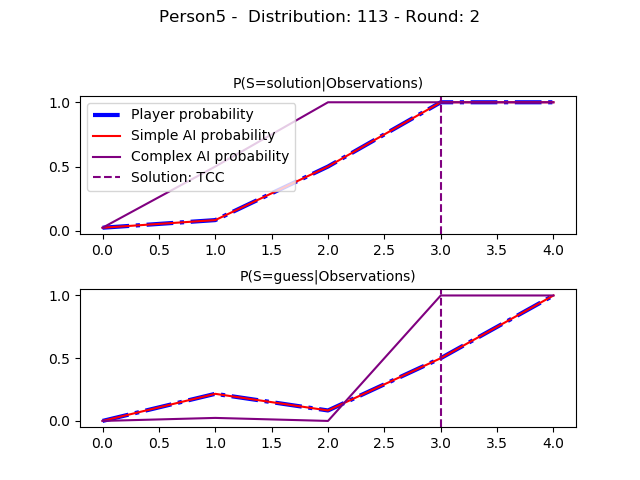 Person5 -  Distribution: 113 - Round: 2
P(S=solution|Observations)
1.0
0.5
0.0
Player probability
Simple AI probability
Complex AI probability
Solution: TCC
0.0 0.5 1.0 1.5 2.0 2.5 3.0 3.5 4.0
P(S=guess|Observations)
1.0
0.5
0.0
0.0 0.5 1.0 1.5 2.0 2.5 3.0 3.5 4.0